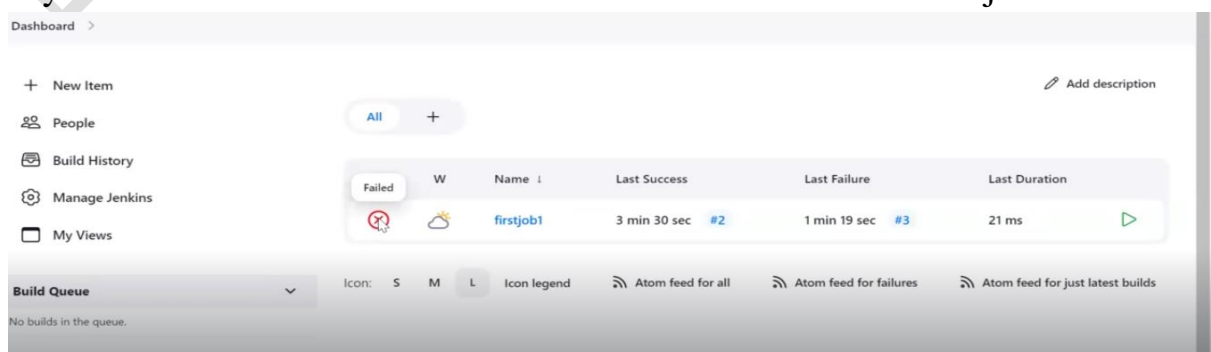 Dashboard >
+ New Item
Add description
People
All +
Build History
W Name ↓ Last Success Last Failure Last Duration
Failed
Manage Jenkins
firstjob1 3 min 30 sec #2 1 min 19 sec #3 21 ms
My Views
Icon: S M L Icon legend Atom feed for all Atom feed for failures Atom feed for just latest builds
Build Queue
No builds in the queue.